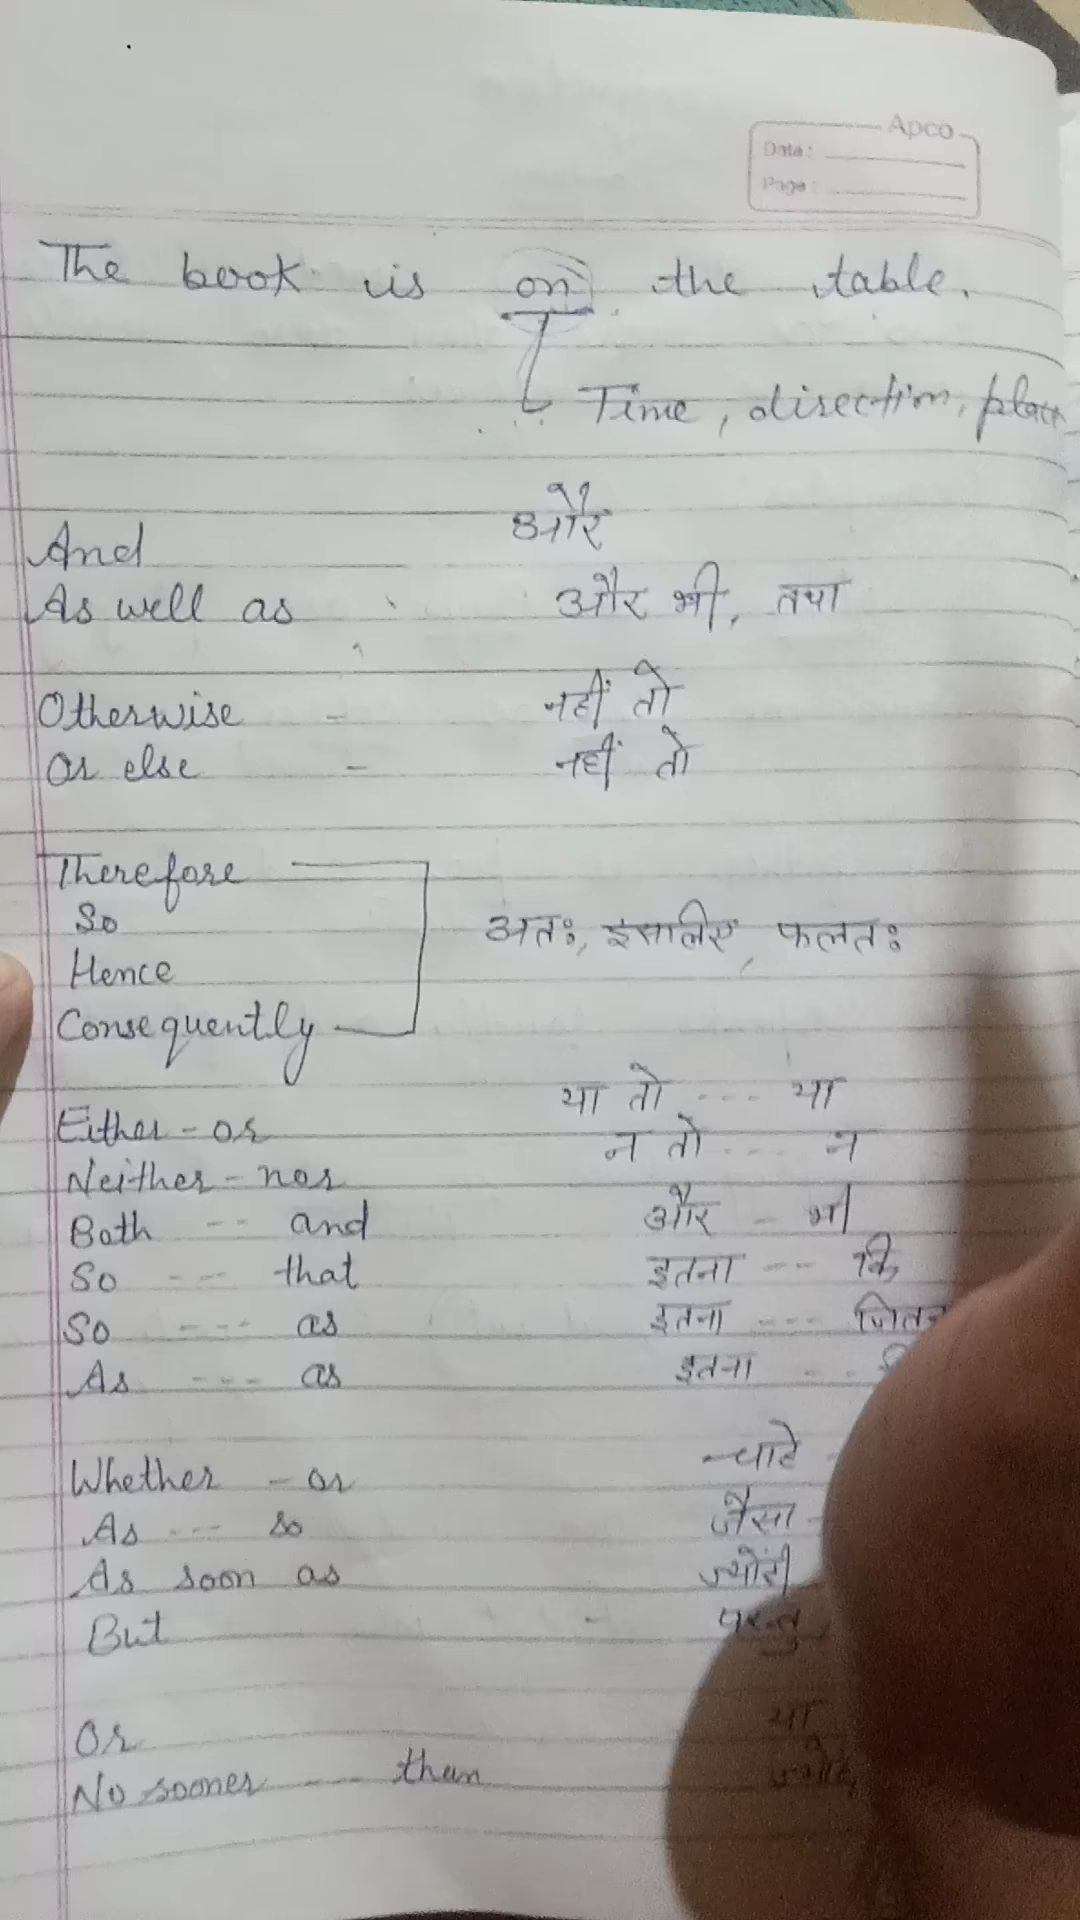 Apco
Date:
Page:
The book is on the table.
Time, direction, place
And और
As well as और भी, तथा
Otherwise - नहीं तो
Or else - नहीं तो
Therefore
So
Hence
Consequently
अतः, इसलिए, फलतः
Either - or या तो --- या
Neither - nor न तो --- न
Both -- and और - भी
So --- that इतना --- कि
So --- as इतना ---
As --- as इतना --
Whether - or चाहे -
As --- so जैसा -
As soon as ज्योंही
But - परन्तु
Or या
No sooner --- than